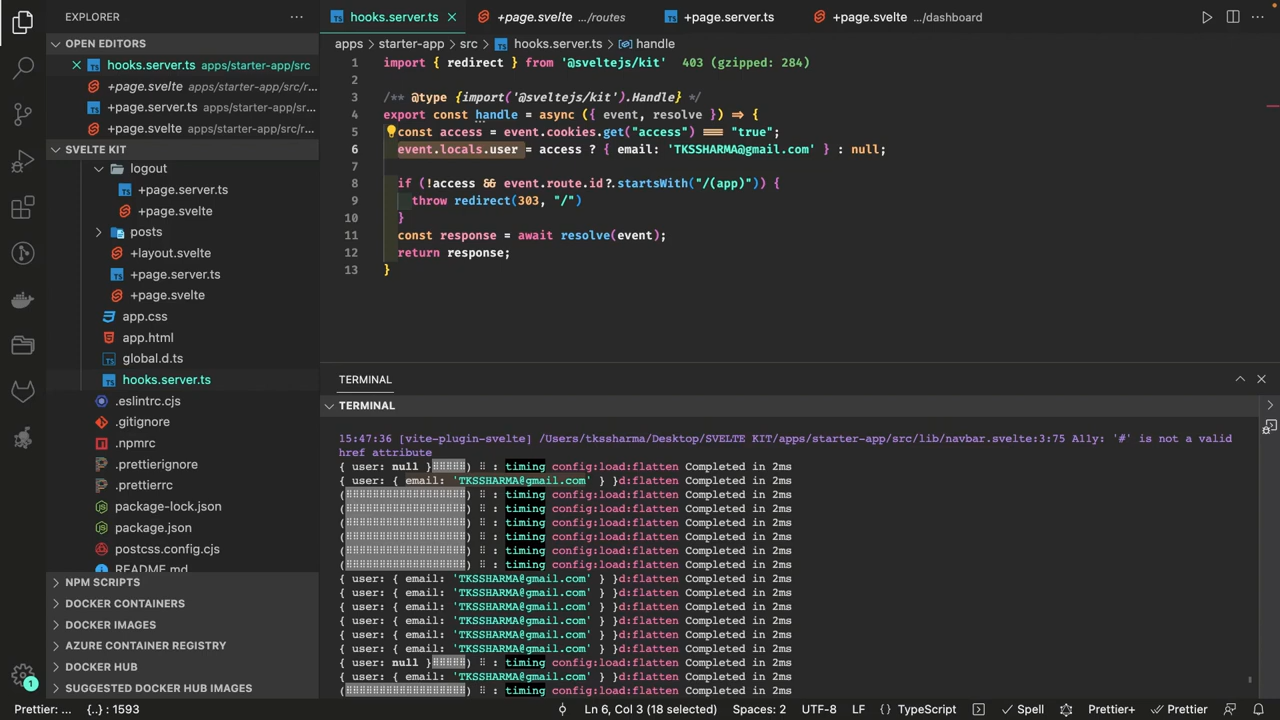 EXPLORER
hooks.server.ts
+page.svelte .../routes
+page.server.ts
+page.svelte .../dashboard
OPEN EDITORS
hooks.server.ts apps/starter-app/src
+page.svelte apps/starter-app/src/r...
+page.server.ts apps/starter-app/sr...
+page.svelte apps/starter-app/src/r...
SVELTE KIT
logout
+page.server.ts
+page.svelte
posts
+layout.svelte
+page.server.ts
+page.svelte
app.css
app.html
global.d.ts
hooks.server.ts
.eslintrc.cjs
.gitignore
.npmrc
.prettierignore
.prettierrc
package-lock.json
package.json
postcss.config.cjs
README.md
NPM SCRIPTS
DOCKER CONTAINERS
DOCKER IMAGES
AZURE CONTAINER REGISTRY
DOCKER HUB
SUGGESTED DOCKER HUB IMAGES
apps > starter-app > src > hooks.server.ts > handle
1 import { redirect } from '@sveltejs/kit' 403 (gzipped: 284)
2
3 /** @type {import('@sveltejs/kit').Handle} */
4 export const handle = async ({ event, resolve }) => {
5 const access = event.cookies.get("access") === "true";
6 event.locals.user = access ? { email: 'TKSSHARMA@gmail.com' } : null;
7
8 if (!access && event.route.id?.startsWith("/(app)")) {
9 throw redirect(303, "/")
10 }
11 const response = await resolve(event);
12 return response;
13 }
TERMINAL
TERMINAL
15:47:36 [vite-plugin-svelte] /Users/tkssharma/Desktop/SVELTE KIT/apps/starter-app/src/lib/navbar.svelte:3:75 A11y: '#' is not a valid
href attribute
{ user: null }⠿⠿⠿⠿⠿) ⠏ : timing config:load:flatten Completed in 2ms
{ user: { email: 'TKSSHARMA@gmail.com' } }d:flatten Completed in 2ms
(⠿⠿⠿⠿⠿⠿⠿⠿⠿⠿⠿⠿⠿⠿⠿⠿⠿⠿) ⠏ : timing config:load:flatten Completed in 2ms
(⠿⠿⠿⠿⠿⠿⠿⠿⠿⠿⠿⠿⠿⠿⠿⠿⠿⠿) ⠏ : timing config:load:flatten Completed in 2ms
(⠿⠿⠿⠿⠿⠿⠿⠿⠿⠿⠿⠿⠿⠿⠿⠿⠿⠿) ⠏ : timing config:load:flatten Completed in 2ms
(⠿⠿⠿⠿⠿⠿⠿⠿⠿⠿⠿⠿⠿⠿⠿⠿⠿⠿) ⠏ : timing config:load:flatten Completed in 2ms
(⠿⠿⠿⠿⠿⠿⠿⠿⠿⠿⠿⠿⠿⠿⠿⠿⠿⠿) ⠏ : timing config:load:flatten Completed in 2ms
(⠿⠿⠿⠿⠿⠿⠿⠿⠿⠿⠿⠿⠿⠿⠿⠿⠿⠿) ⠏ : timing config:load:flatten Completed in 2ms
{ user: { email: 'TKSSHARMA@gmail.com' } }d:flatten Completed in 2ms
{ user: { email: 'TKSSHARMA@gmail.com' } }d:flatten Completed in 2ms
{ user: { email: 'TKSSHARMA@gmail.com' } }d:flatten Completed in 2ms
{ user: { email: 'TKSSHARMA@gmail.com' } }d:flatten Completed in 2ms
{ user: { email: 'TKSSHARMA@gmail.com' } }d:flatten Completed in 2ms
{ user: { email: 'TKSSHARMA@gmail.com' } }d:flatten Completed in 2ms
{ user: null }⠿⠿⠿⠿⠿) ⠏ : timing config:load:flatten Completed in 2ms
{ user: { email: 'TKSSHARMA@gmail.com' } }d:flatten Completed in 2ms
(⠿⠿⠿⠿⠿⠿⠿⠿⠿⠿⠿⠿⠿⠿⠿⠿⠿⠿) ⠏ : timing config:load:flatten Completed in 2ms
1
Prettier: ... {..} : 1593 Ln 6, Col 3 (18 selected) Spaces: 2 UTF-8 LF {} TypeScript Spell Prettier+ Prettier